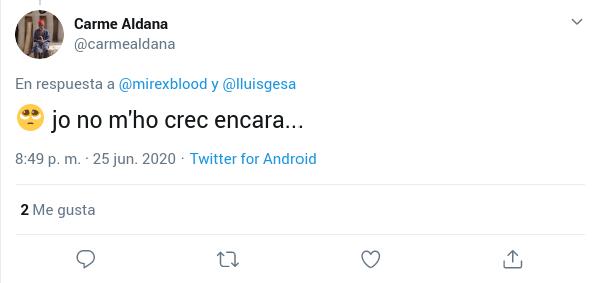 Carme Aldana
@carmealdana
En respuesta a @mirexblood y @lluisgesa
🥺 jo no m'ho crec encara...
8:49 p. m. · 25 jun. 2020 · Twitter for Android
2 Me gusta